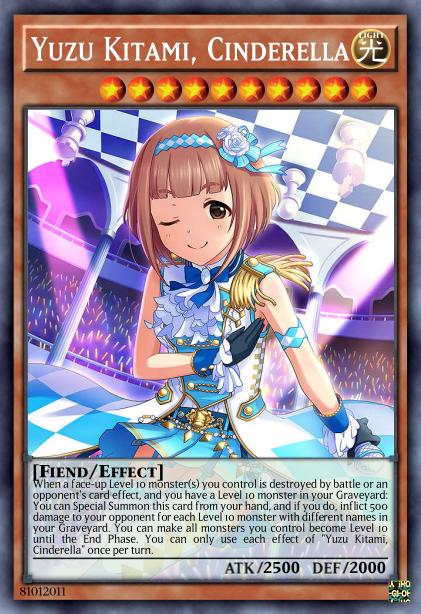 YUZU KITAMI, CINDERELLA
LIGHT
光
[FIEND/EFFECT]
When a face-up Level 10 monster(s) you control is destroyed by battle or an
opponent's card effect, and you have a Level 10 monster in your Graveyard:
You can Special Summon this card from your hand, and if you do, inflict 500
damage to your opponent for each Level 10 monster with different names in
your Graveyard. You can make all monsters you control become Level 10
until the End Phase. You can only use each effect of "Yuzu Kitami,
Cinderella" once per turn.
ATK/2500 DEF/2000
81012011